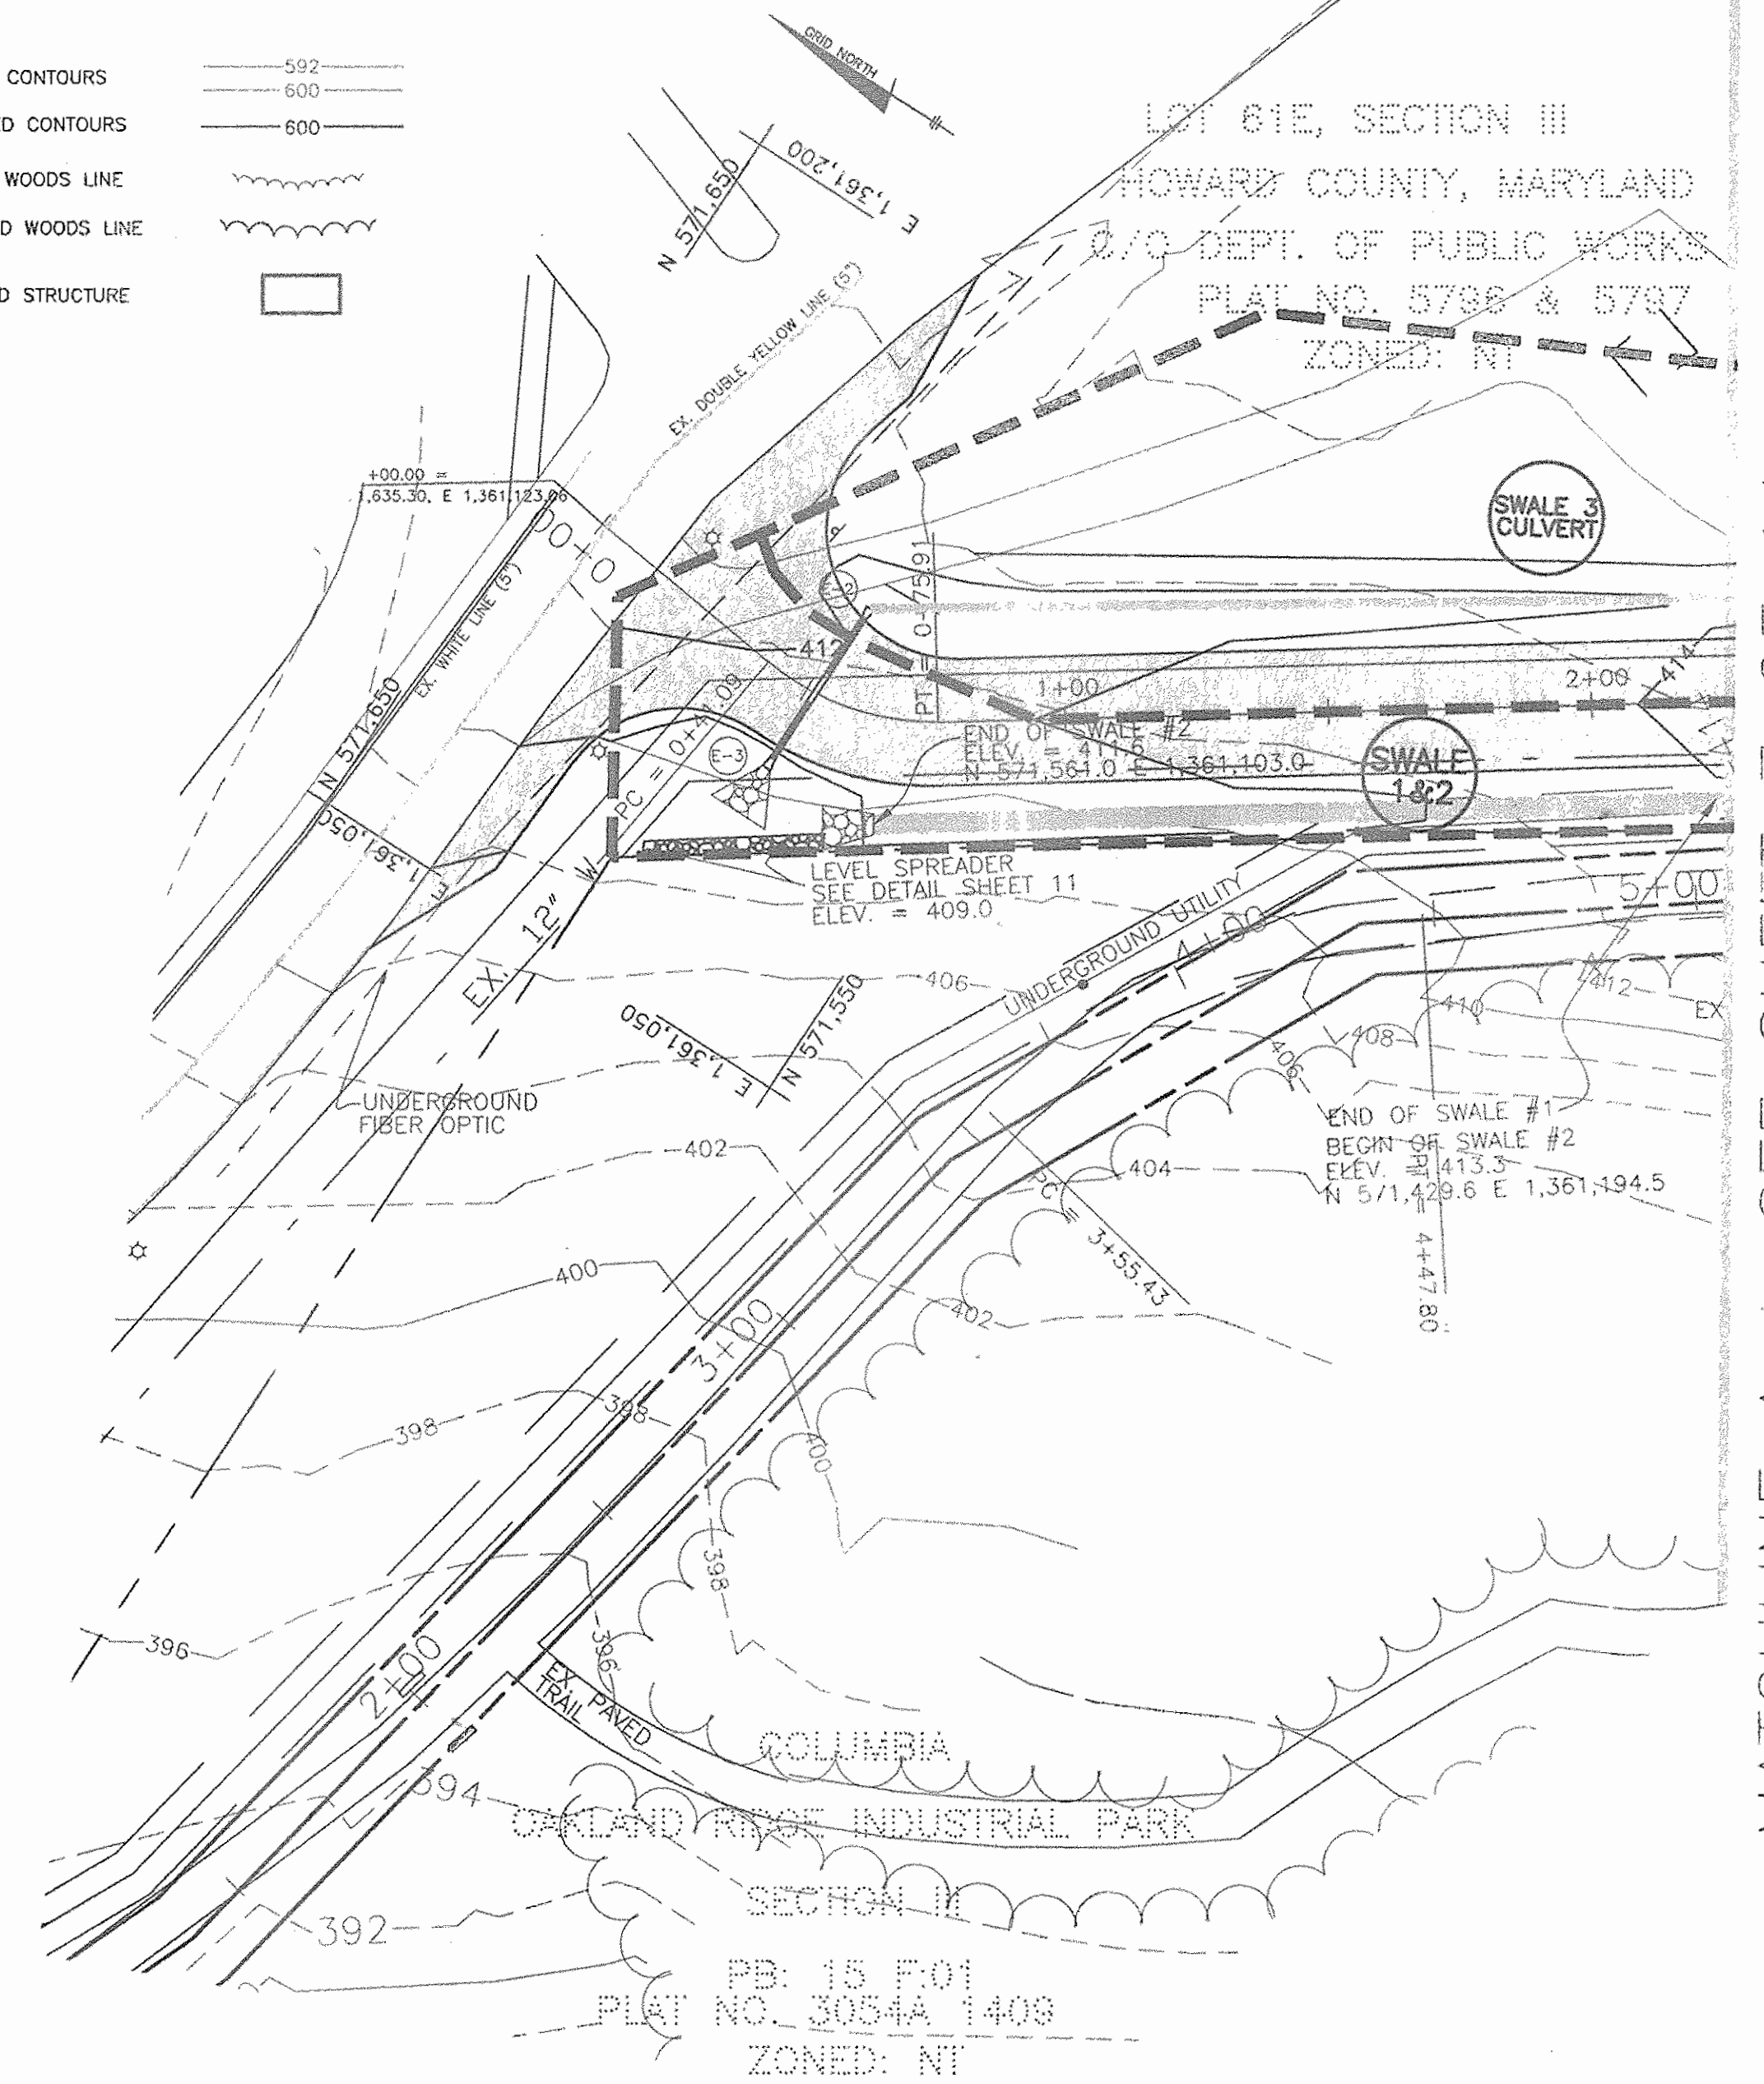 CONTOURS
592
600
ED CONTOURS
600
WOODS LINE
D WOODS LINE
D STRUCTURE
GRID NORTH
N 571,650
E 1,361,200
LOT 61E, SECTION III
HOWARD COUNTY, MARYLAND
C/O DEPT. OF PUBLIC WORKS
PLAT NO. 5796 & 5797
ZONED: NT
EX. DOUBLE YELLOW LINE (5")
+00.00 =
1,635.30, E 1,361,123.06
0+00
EX. WHITE LINE (5")
N 571,650
E 1,361,050
SWALE 3
CULVERT
E-2
412
PT = 0+75.91
1+00
2+00
414
PC = 0+41.09
E-3
END OF SWALE #2
ELEV. = 411.6
N 571,561.0 E 1,361,103.0
SWALE
1&2
LEVEL SPREADER
SEE DETAIL SHEET 11
ELEV. = 409.0
EX. 12" W
UNDERGROUND UTILITY
4+00
5+00
406
E 1,361,050
N 571,550
412
410
EX
408
406
UNDERGROUND
FIBER OPTIC
END OF SWALE #1
BEGIN OF SWALE #2
ELEV. = 413.3
N 571,429.6 E 1,361,194.5
402
404
PC = 3+55.43
PT = 4+47.80
400
402
3+00
398
398
400
398
396
396
2+00
EX. PAVED
TRAIL
COLUMBIA
394
OAKLAND RIDGE INDUSTRIAL PARK
SECTION III
392
PB: 15 F:01
PLAT NO. 3054A 1409
ZONED: NT